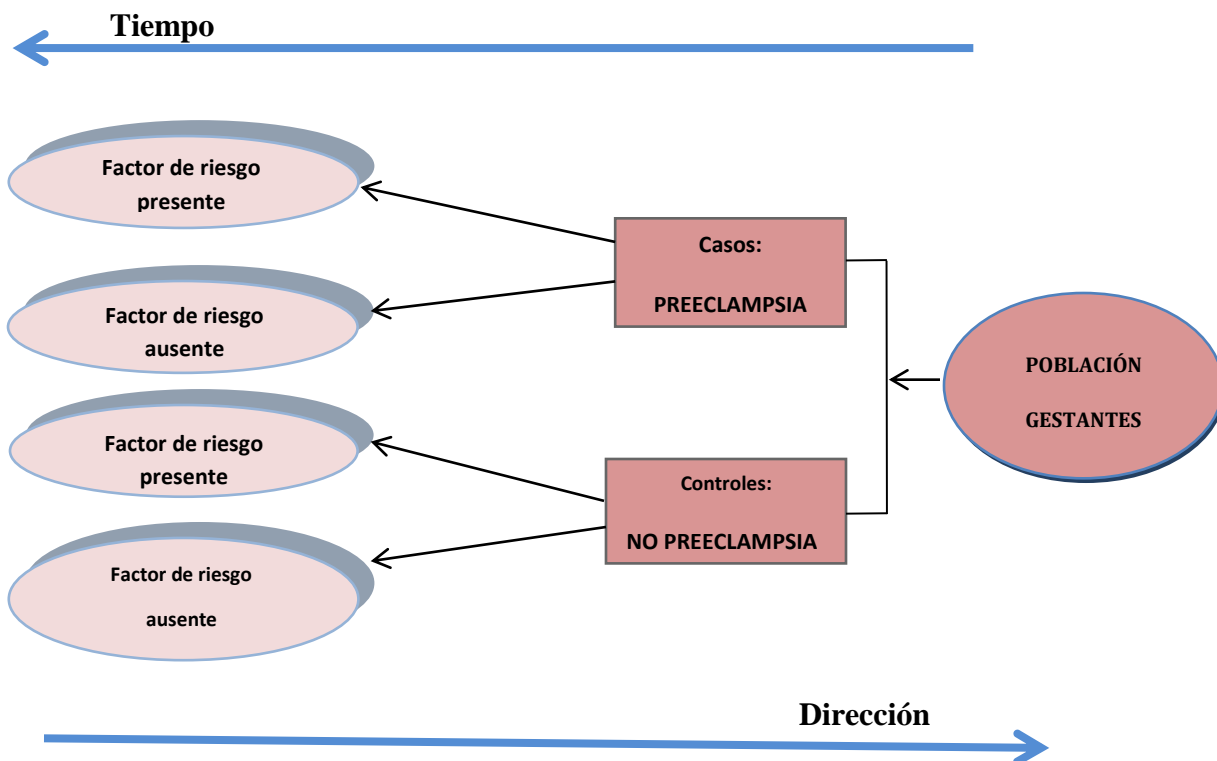 Tiempo
Factor de riesgo
presente
Factor de riesgo
ausente
Factor de riesgo
presente
Factor de riesgo
ausente
Casos:
PREECLAMPSIA
Controles:
NO PREECLAMPSIA
POBLACIÓN
GESTANTES
Dirección